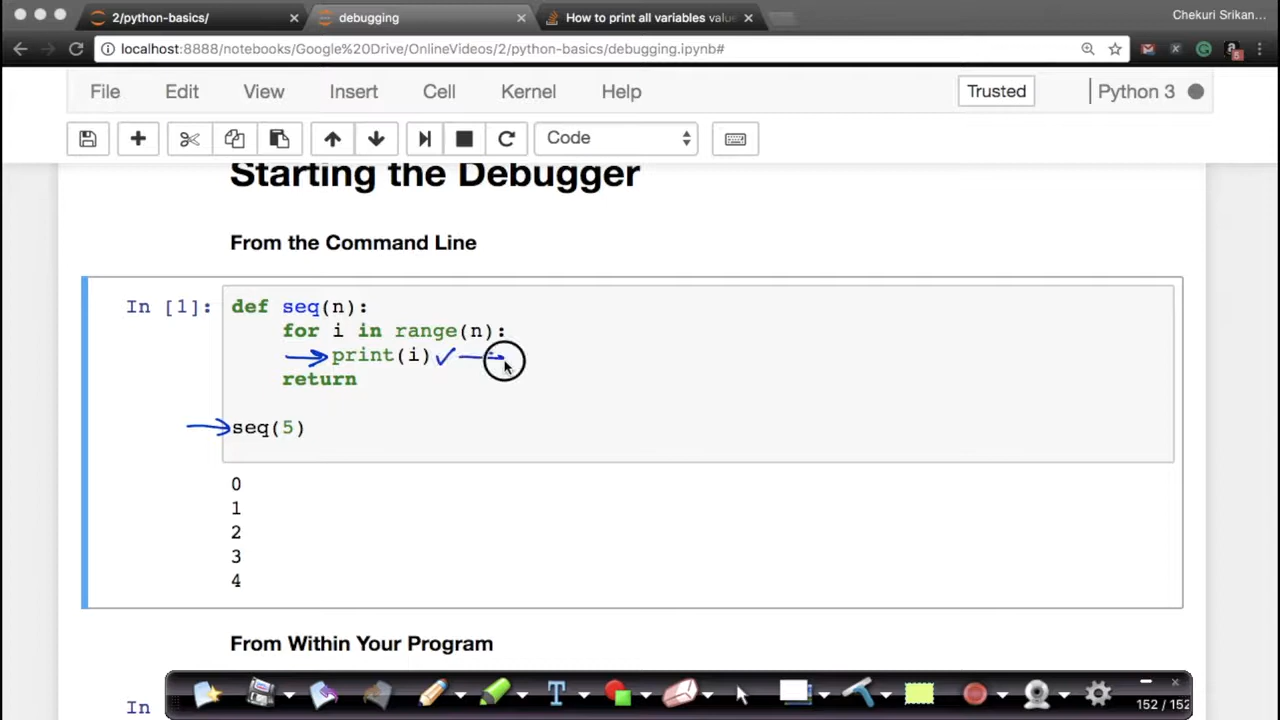 2/python-basics/
debugging
How to print all variables value
Chekuri Srikan...
localhost:8888/notebooks/Google%20Drive/OnlineVideos/2/python-basics/debugging.ipynb#
File Edit View Insert Cell Kernel Help Trusted Python 3
Code
Starting the Debugger
From the Command Line
In [1]: def seq(n):
for i in range(n):
print(i)
return
seq(5)
0
1
2
3
4
From Within Your Program
In
152 / 152